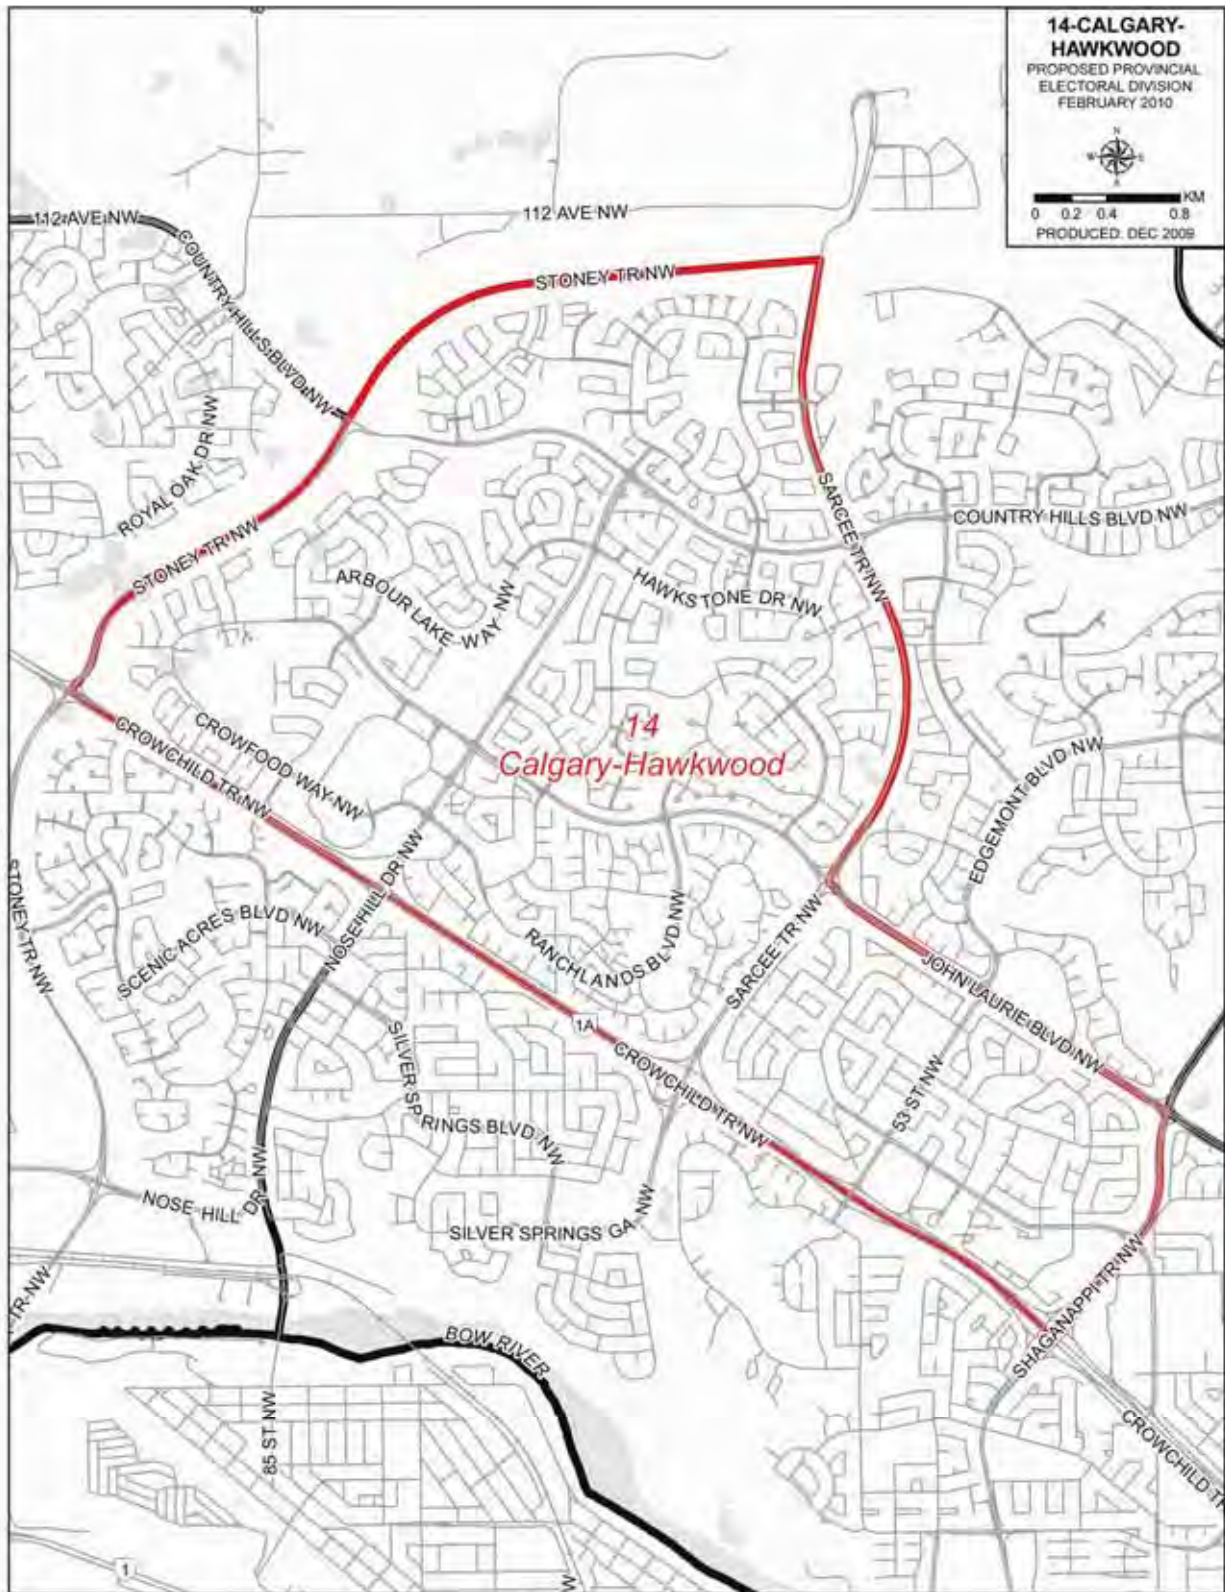 14-CALGARY-
HAWKWOOD
PROPOSED PROVINCIAL
ELECTORAL DIVISION
FEBRUARY 2010
N
W
E
KM
0 0.2 0.4 0.8
PRODUCED: DEC 2009
112 AVE NW
112 AVE NW
COUNTRY HILLS BLVD NW
STONEY TR NW
ROYAL OAK DR NW
SARCEE TR NW
COUNTRY HILLS BLVD NW
STONEY TR NW
ARBOUR LAKE WAY NW
HAWKSTONE DR NW
14
Calgary-Hawkwood
CROWCHILD TR NW
CROWFOOD WAY NW
EDGEMONT BLVD NW
STONEY TR NW
NOSE HILL DR NW
SCENIC ACRES BLVD NW
RANCHLANDS BLVD NW
SARCEE TR NW
JOHN LAURIE BLVD NW
1A
CROWCHILD TR NW
SILVER SPRINGS BLVD NW
53 ST NW
NOSE HILL DR NW
SILVER SPRINGS GA NW
SHAGANAPPI TR NW
TR NW
BOW RIVER
85 ST NW
CROWCHILD T
1
W